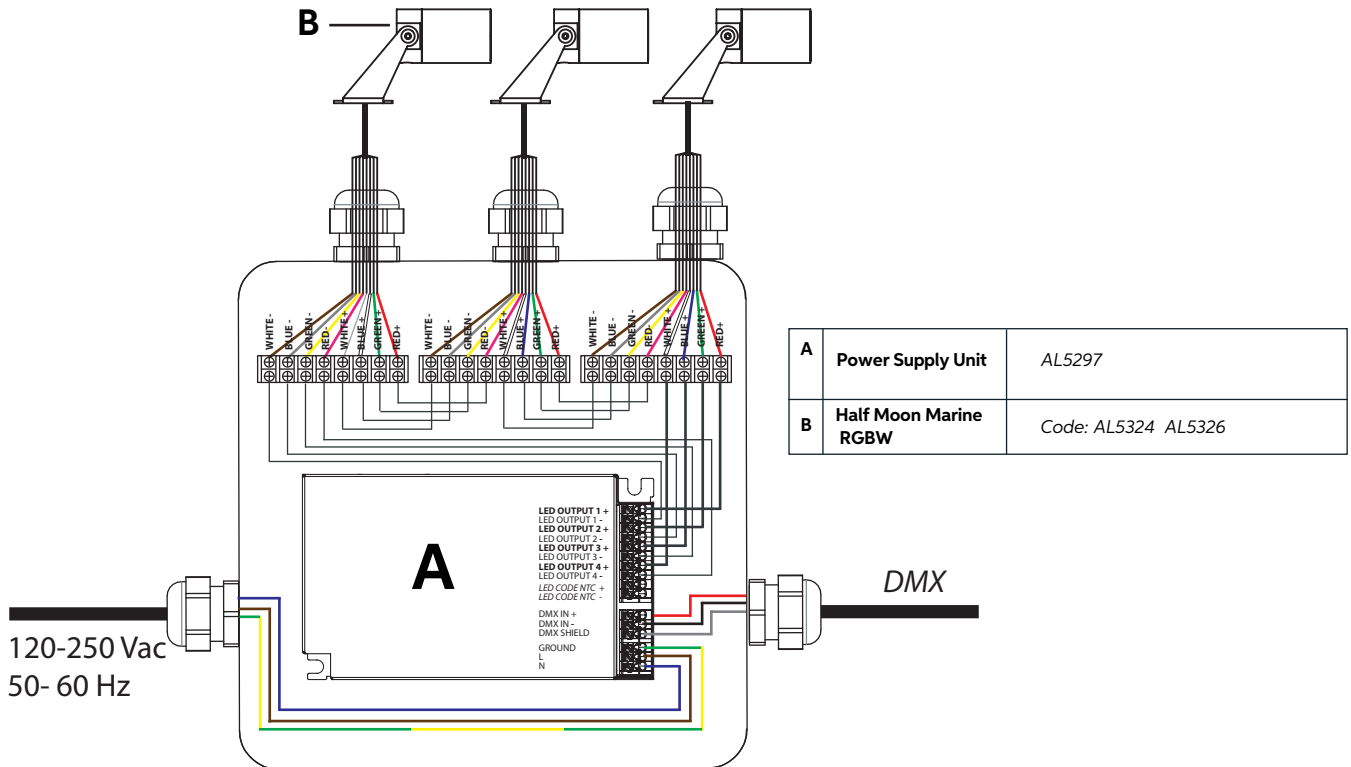 B
WHITE -
BLUE -
GREEN -
RED-
WHITE +
BLUE +
GREEN +
RED+
WHITE -
BLUE -
GREEN -
RED-
WHITE +
BLUE +
GREEN +
RED+
WHITE -
BLUE -
GREEN -
RED-
WHITE +
BLUE +
GREEN +
RED+
A Power Supply Unit AL5297
B Half Moon Marine
RGBW
Code: AL5324 AL5326
A
LED OUTPUT 1 +
LED OUTPUT 1 -
LED OUTPUT 2 +
LED OUTPUT 2 -
LED OUTPUT 3 +
LED OUTPUT 3 -
LED OUTPUT 4 +
LED OUTPUT 4 -
LED CODE NTC +
LED CODE NTC -
DMX IN +
DMX IN -
DMX SHIELD
GROUND
L
N
DMX
120-250 Vac
50- 60 Hz